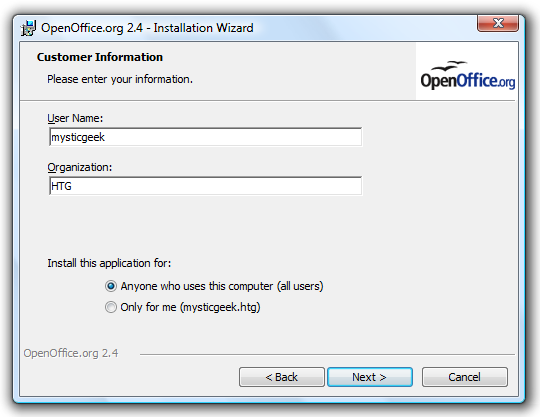 OpenOffice.org 2.4 - Installation Wizard
Customer Information
Please enter your information.
OpenOffice.org
User Name:
mysticgeek
Organization:
HTG
Install this application for:
Anyone who uses this computer (all users)
Only for me (mysticgeek.htg)
OpenOffice.org 2.4
< Back
Next >
Cancel